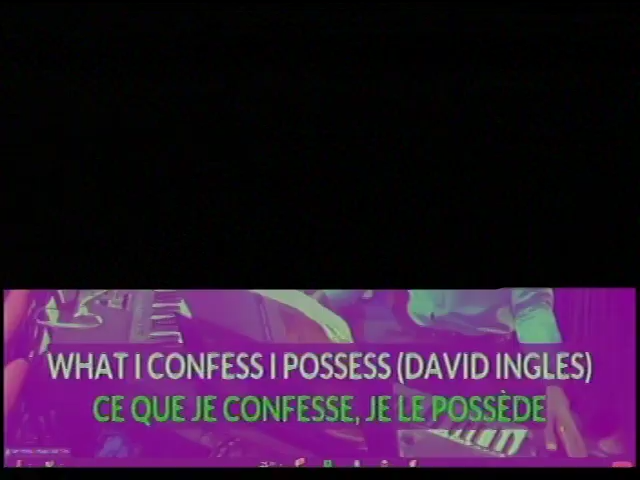 WHAT I CONFESS I POSSESS (DAVID INGLES)
CE QUE JE CONFESSE, JE LE POSSÈDE